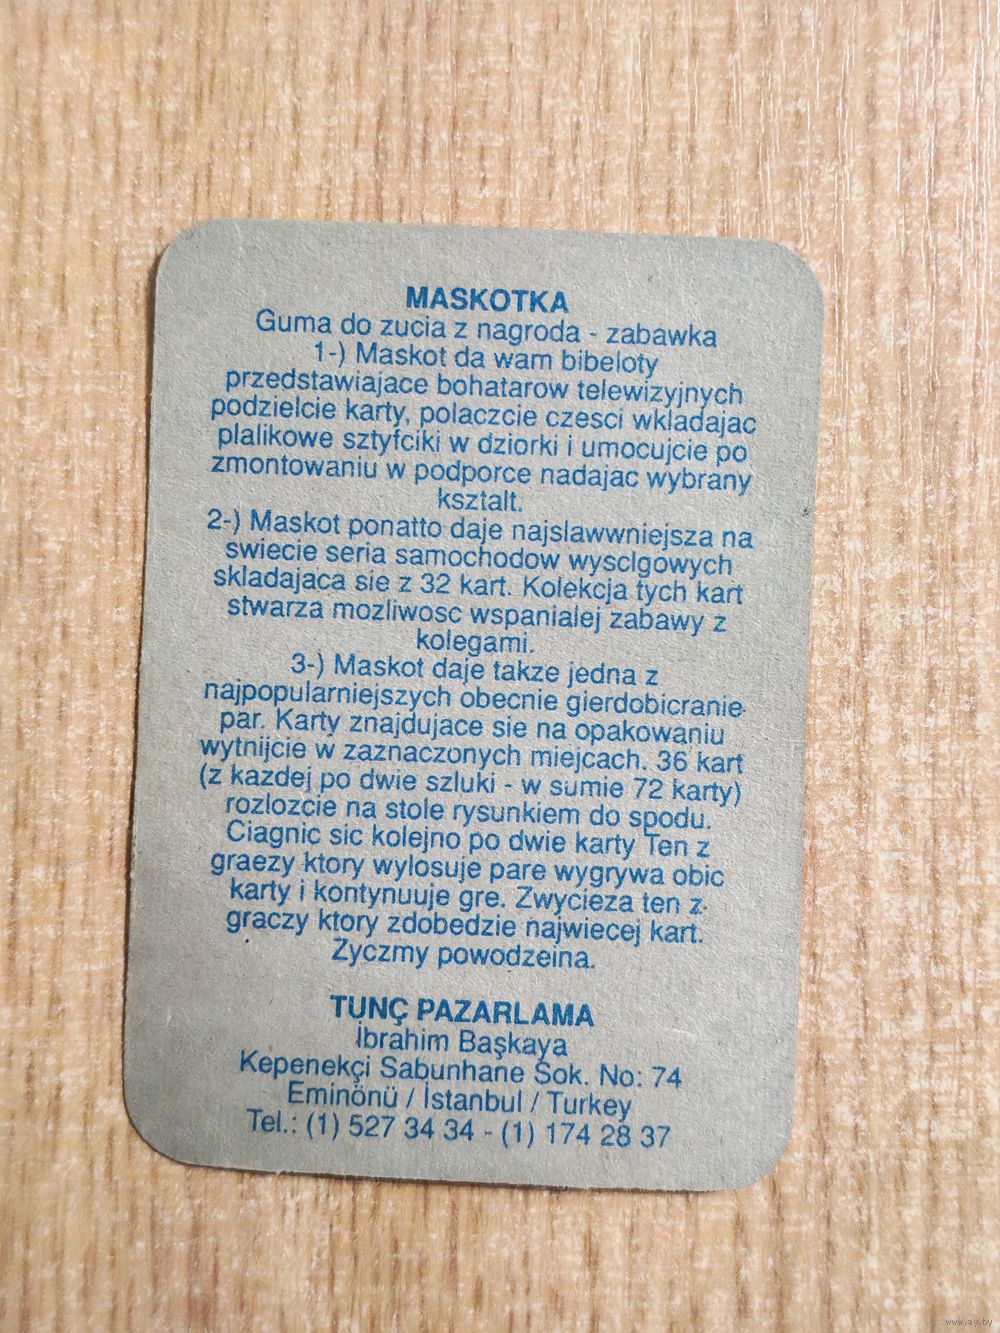 MASKOTKA
Guma do zucia z nagroda - zabawka
1-) Maskot da wam bibeloty
przedstawiajace bohatarow telewizyjnych
podzielcie karty, polaczcie czesci wkladajac
plalikowe sztyfciki w dziorki i umocujcie po
zmontowaniu w podporce nadajac wybrany
ksztalt.
2-) Maskot ponatto daje najslawwniejsza na
swiecie seria samochodow wysclgowych
skladajaca sie z 32 kart. Kolekcja tych kart
stwarza mozliwosc wspanialej zabawy z
kolegami.
3-) Maskot daje takze jedna z
najpopularniejszych obecnie gierdobicranie
par. Karty znajdujace sie na opakowaniu
wytnijcie w zaznaczonych miejcach. 36 kart
(z kazdej po dwie szluki - w sumie 72 karty)
rozlozcie na stole rysunkiem do spodu.
Ciagnic sic kolejno po dwie karty Ten z
graezy ktory wylosuje pare wygrywa obic
karty i kontynuuje gre. Zwycieza ten z
graczy ktory zdobedzie najwiecej kart.
Zyczmy powodzeina.
TUNÇ PAZARLAMA
İbrahim Başkaya
Kepenekçi Sabunhane Sok. No: 74
Eminönü / İstanbul / Turkey
Tel.: (1) 527 34 34 - (1) 174 28 37
www.ay.by